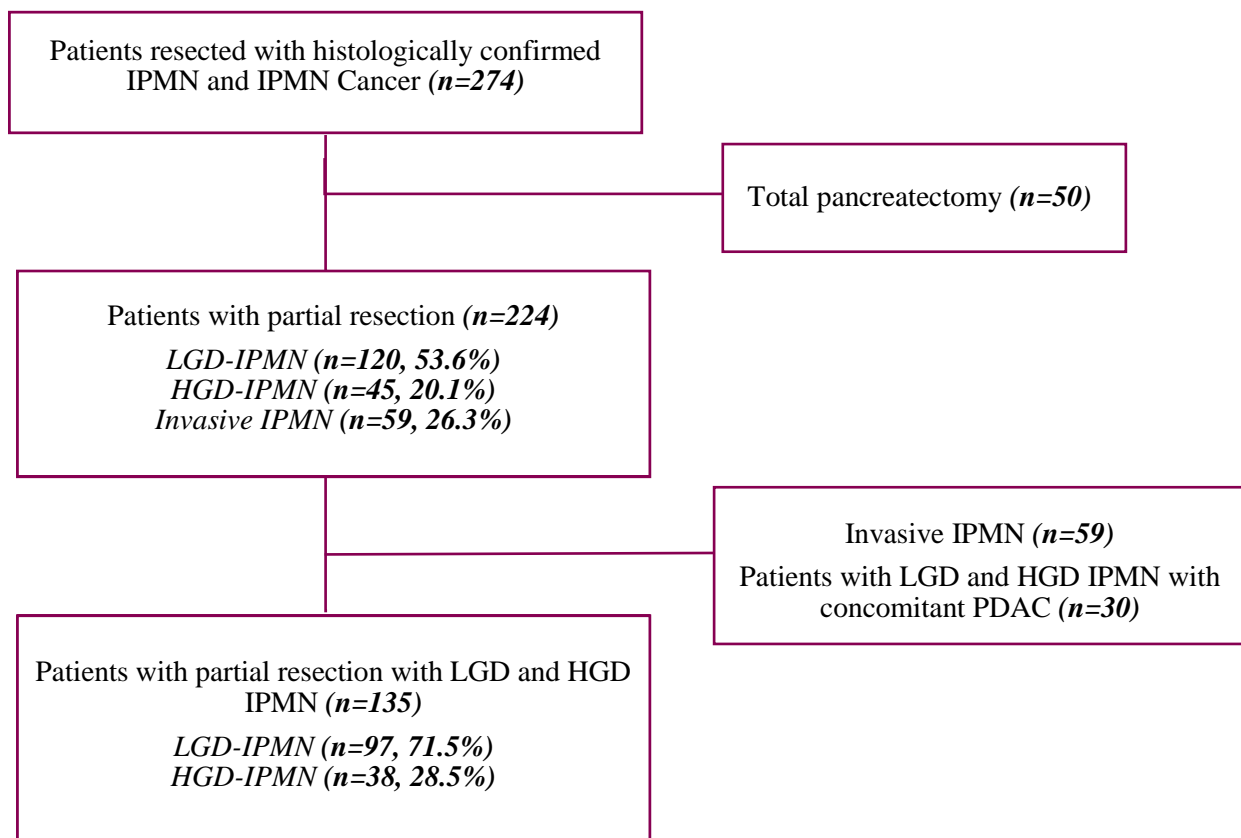 Patients resected with histologically confirmed
IPMN and IPMN Cancer (n=274)
Total pancreatectomy (n=50)
Patients with partial resection (n=224)
LGD-IPMN (n=120, 53.6%)
HGD-IPMN (n=45, 20.1%)
Invasive IPMN (n=59, 26.3%)
Invasive IPMN (n=59)
Patients with LGD and HGD IPMN with
concomitant PDAC (n=30)
Patients with partial resection with LGD and HGD
IPMN (n=135)
LGD-IPMN (n=97, 71.5%)
HGD-IPMN (n=38, 28.5%)